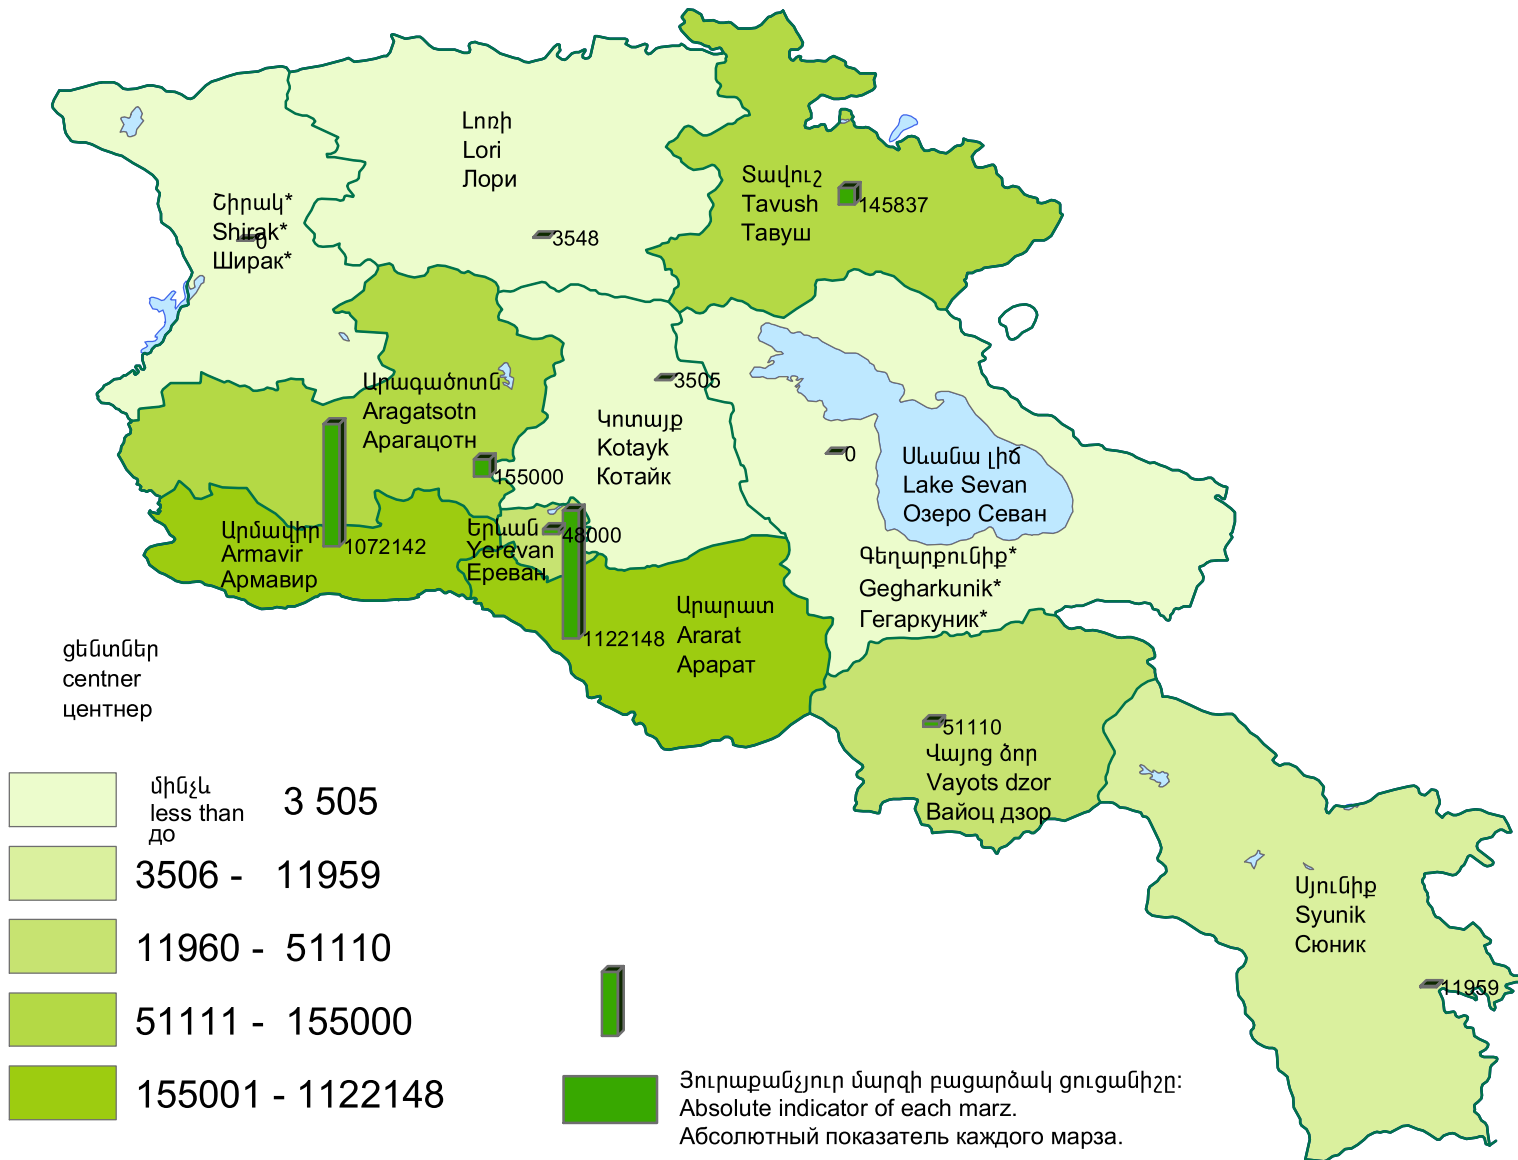 Լոռի
Lori
Лори
3548
Տավուշ
Tavush
Тавуш
145837
Շիրակ*
Shirak*
Ширак*
0
Արագածոտն
Aragatsotn
Арагацотн
155000
3505
Կոտայք
Kotayk
Котайк
0
Սևանա լիճ
Lake Sevan
Озеро Севан
Գեղարքունիք*
Gegharkunik*
Гегаркуник*
Արմավիր
Armavir
Армавир
1072142
Երևան
Yerevan
Ереван
48000
1122148
Արարատ
Ararat
Арарат
51110
Վայոց ձոր
Vayots dzor
Вайоц дзор
Սյունիք
Syunik
Сюник
11959
ցենտներ
centner
центнер
մինչև
less than
до
3 505
3506 - 11959
11960 - 51110
51111 - 155000
155001 - 1122148
Յուրաքանչյուր մարզի բացարձակ ցուցանիշը:
Absolute indicator of each marz.
Абсолютный показатель каждого марза.